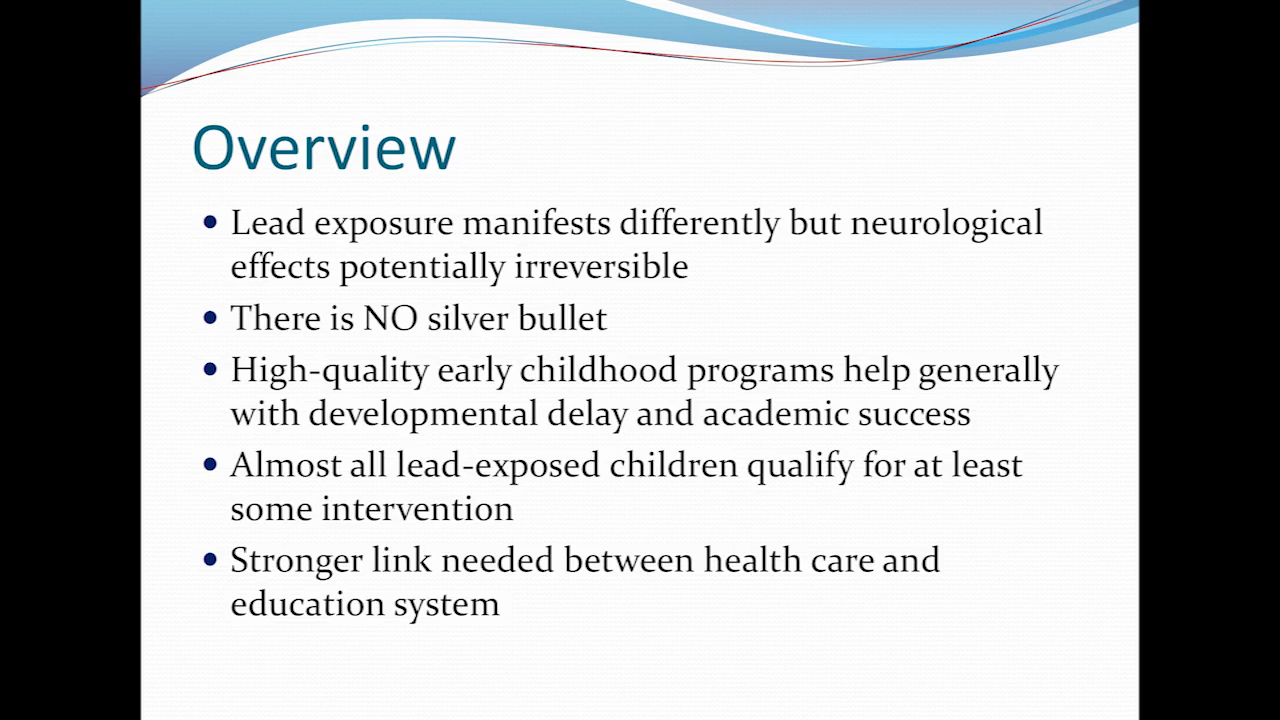 Overview
• Lead exposure manifests differently but neurological
effects potentially irreversible
• There is NO silver bullet
• High-quality early childhood programs help generally
with developmental delay and academic success
• Almost all lead-exposed children qualify for at least
some intervention
• Stronger link needed between health care and
education system